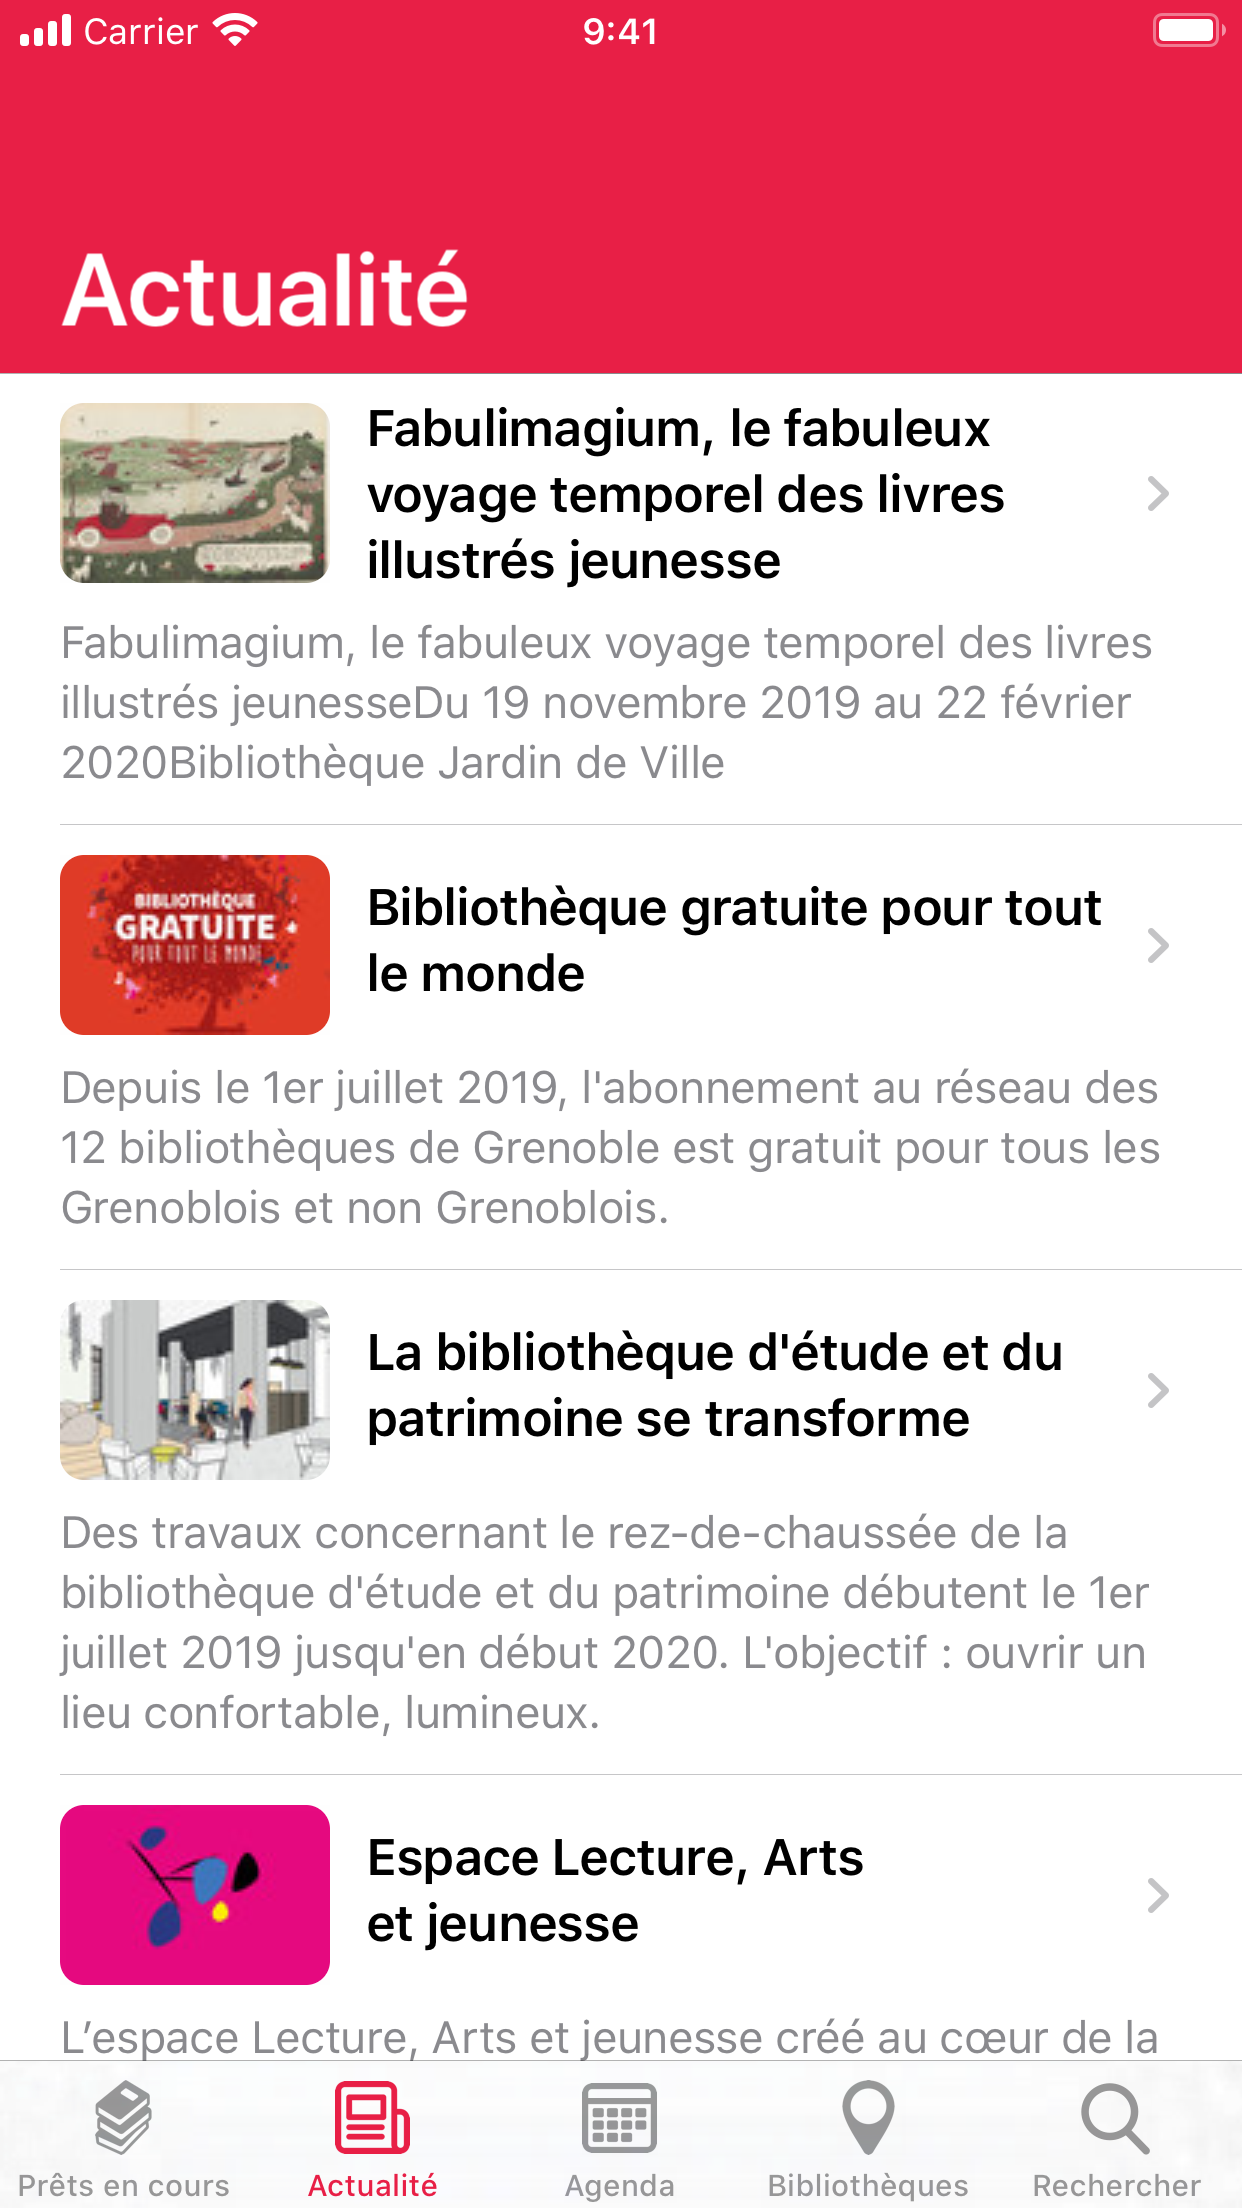 Carrier 9:41
Actualité
Fabulimagium, le fabuleux
voyage temporel des livres
illustrés jeunesse
Fabulimagium, le fabuleux voyage temporel des livres
illustrés jeunesseDu 19 novembre 2019 au 22 février
2020Bibliothèque Jardin de Ville
BIBLIOTHÈQUE
GRATUITE
POUR TOUT LE MONDE
Bibliothèque gratuite pour tout
le monde
Depuis le 1er juillet 2019, l'abonnement au réseau des
12 bibliothèques de Grenoble est gratuit pour tous les
Grenoblois et non Grenoblois.
La bibliothèque d'étude et du
patrimoine se transforme
Des travaux concernant le rez-de-chaussée de la
bibliothèque d'étude et du patrimoine débutent le 1er
juillet 2019 jusqu'en début 2020. L'objectif : ouvrir un
lieu confortable, lumineux.
Espace Lecture, Arts
et jeunesse
L’espace Lecture, Arts et jeunesse créé au cœur de la
Prêts en cours Actualité Agenda Bibliothèques Rechercher